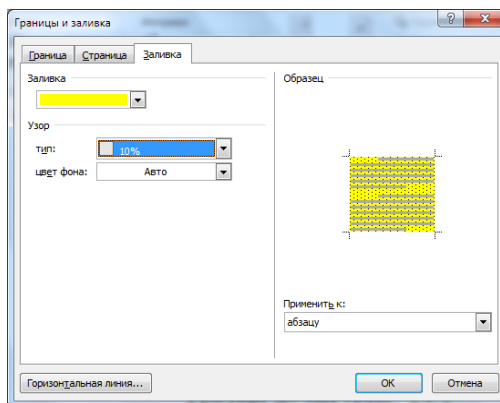 Границы и заливка
?
Граница Страница Заливка
Заливка
Узор
тип: 10%
цвет фона: Авто
Образец
Применить к:
абзацу
Горизонтальная линия...
ОК Отмена